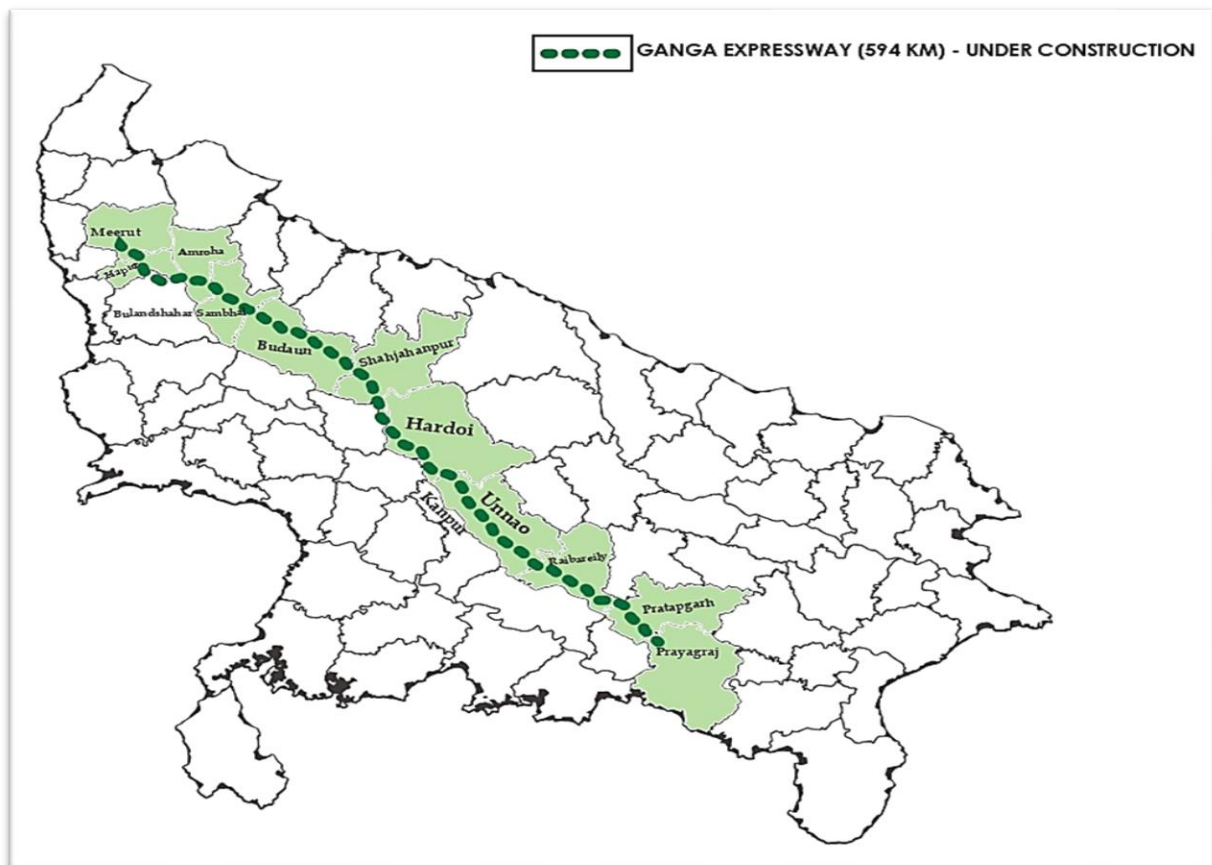 GANGA EXPRESSWAY (594 KM) - UNDER CONSTRUCTION
Meerut
Amroha
Hapur
Bulandshahar
Sambhal
Budaun
Shahjahanpur
Hardoi
Unnao
Kanpur
Raibareily
Pratapgarh
Prayagraj